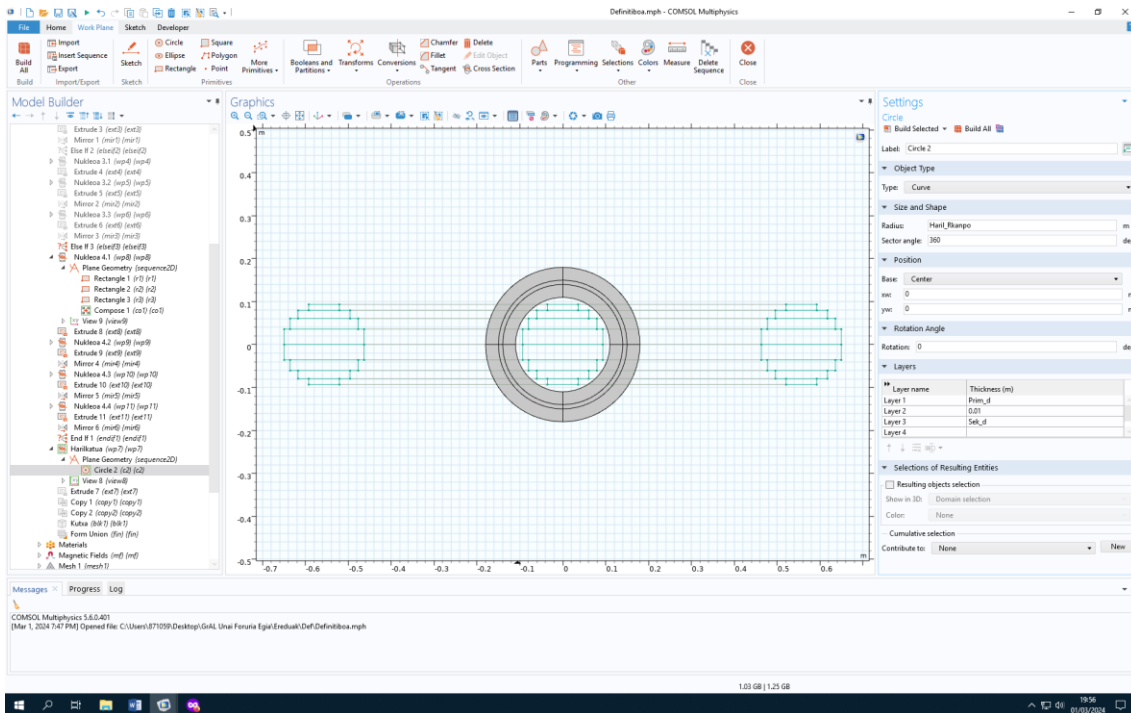 Definitiboa.mph - COMSOL Multiphysics
File Home Work Plane Sketch Developer
Build All
Import
Insert Sequence
Export
Sketch
Circle
Ellipse
Rectangle
Square
Polygon
Point
More Primitives
Booleans and Partitions
Transforms
Conversions
Chamfer
Fillet
Tangent
Delete
Edit Object
Cross Section
Parts
Programming
Selections
Colors
Measure
Delete Sequence
Close
Build Import/Export Sketch Primitives Operations Other Close
Model Builder
Extrude 3 (ext3) {ext3}
Mirror 1 (mir1) {mir1}
Else If 2 (elseif2) {elseif2}
Nukleoa 3.1 (wp4) {wp4}
Extrude 4 (ext4) {ext4}
Nukleoa 3.2 (wp5) {wp5}
Extrude 5 (ext5) {ext5}
Mirror 2 (mir2) {mir2}
Nukleoa 3.3 (wp6) {wp6}
Extrude 6 (ext6) {ext6}
Mirror 3 (mir3) {mir3}
Else If 3 (elseif3) {elseif3}
Nukleoa 4.1 (wp8) {wp8}
Plane Geometry (sequence2D)
Rectangle 1 (r1) {r1}
Rectangle 2 (r2) {r2}
Rectangle 3 (r3) {r3}
Compose 1 (co1) {co1}
View 9 (view9)
Extrude 8 (ext8) {ext8}
Nukleoa 4.2 (wp9) {wp9}
Extrude 9 (ext9) {ext9}
Mirror 4 (mir4) {mir4}
Nukleoa 4.3 (wp10) {wp10}
Extrude 10 (ext10) {ext10}
Mirror 5 (mir5) {mir5}
Nukleoa 4.4 (wp11) {wp11}
Extrude 11 (ext11) {ext11}
Mirror 6 (mir6) {mir6}
End If 1 (endif1) {endif1}
Harilkatua (wp7) {wp7}
Plane Geometry (sequence2D)
Circle 2 (c2) {c2}
View 8 (view8)
Extrude 7 (ext7) {ext7}
Copy 1 (copy1) {copy1}
Copy 2 (copy2) {copy2}
Kutxa (blk1) {blk1}
Form Union (fin) {fin}
Materials
Magnetic Fields (mf) {mf}
Mesh 1 {mesh1}
Graphics
m
0.5
0.4
0.3
0.2
0.1
0
-0.1
-0.2
-0.3
-0.4
-0.5
-0.7 -0.6 -0.5 -0.4 -0.3 -0.2 -0.1 0 0.1 0.2 0.3 0.4 0.5 0.6
m
Settings
Circle
Build Selected Build All
Label: Circle 2
Object Type
Type: Curve
Size and Shape
Radius: Haril_Rkanpo m
Sector angle: 360
Position
Base: Center
xw: 0
yw: 0
Rotation Angle
Rotation: 0
Layers
Layer name Thickness (m)
Layer 1 Prim_d
Layer 2 0.01
Layer 3 Sek_d
Layer 4
Selections of Resulting Entities
Resulting objects selection
Show in 3D: Domain selection
Color: None
Cumulative selection
Contribute to: None New
Messages Progress Log
COMSOL Multiphysics 5.6.0.401
[Mar 1, 2024 7:47 PM] Opened file: C:\Users\871059\Desktop\GrAL Unai Foruria Egia\Ereduak\Def\Definitiboa.mph
1.03 GB | 1.25 GB
19:56
01/03/2024